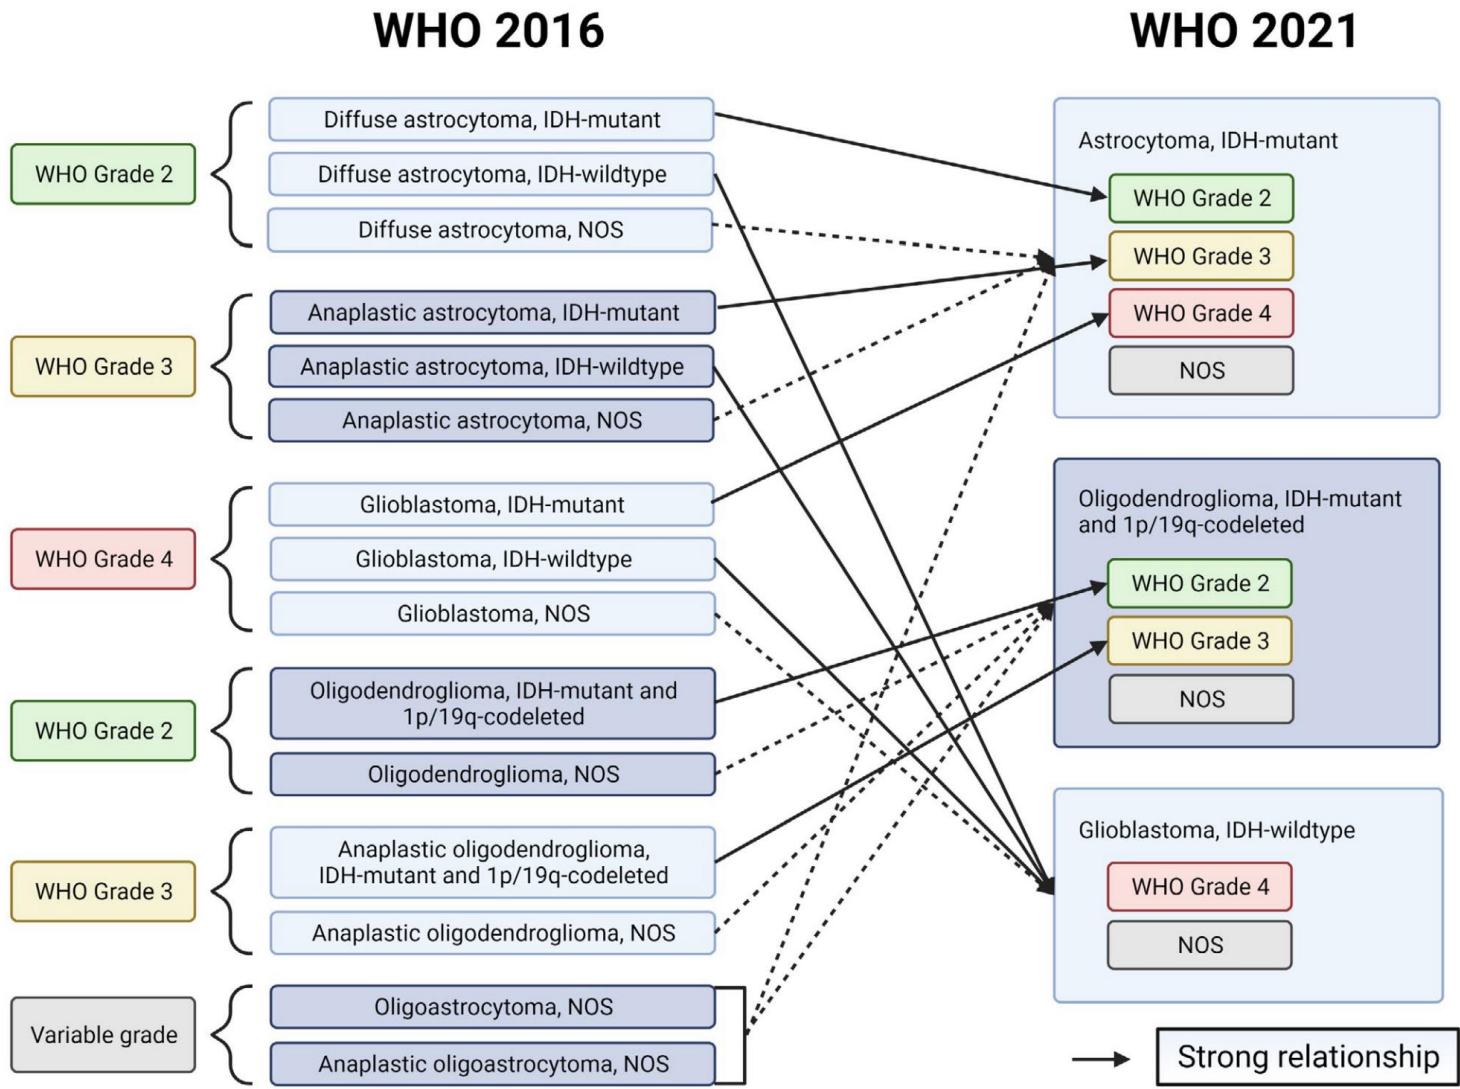 WHO 2016
WHO 2021
WHO Grade 2
Diffuse astrocytoma, IDH-mutant
Diffuse astrocytoma, IDH-wildtype
Diffuse astrocytoma, NOS
WHO Grade 3
Anaplastic astrocytoma, IDH-mutant
Anaplastic astrocytoma, IDH-wildtype
Anaplastic astrocytoma, NOS
WHO Grade 4
Glioblastoma, IDH-mutant
Glioblastoma, IDH-wildtype
Glioblastoma, NOS
WHO Grade 2
Oligodendroglioma, IDH-mutant and
1p/19q-codeleted
Oligodendroglioma, NOS
WHO Grade 3
Anaplastic oligodendroglioma,
IDH-mutant and 1p/19q-codeleted
Anaplastic oligodendroglioma, NOS
Variable grade
Oligoastrocytoma, NOS
Anaplastic oligoastrocytoma, NOS
Astrocytoma, IDH-mutant
WHO Grade 2
WHO Grade 3
WHO Grade 4
NOS
Oligodendroglioma, IDH-mutant
and 1p/19q-codeleted
WHO Grade 2
WHO Grade 3
NOS
Glioblastoma, IDH-wildtype
WHO Grade 4
NOS
Strong relationship